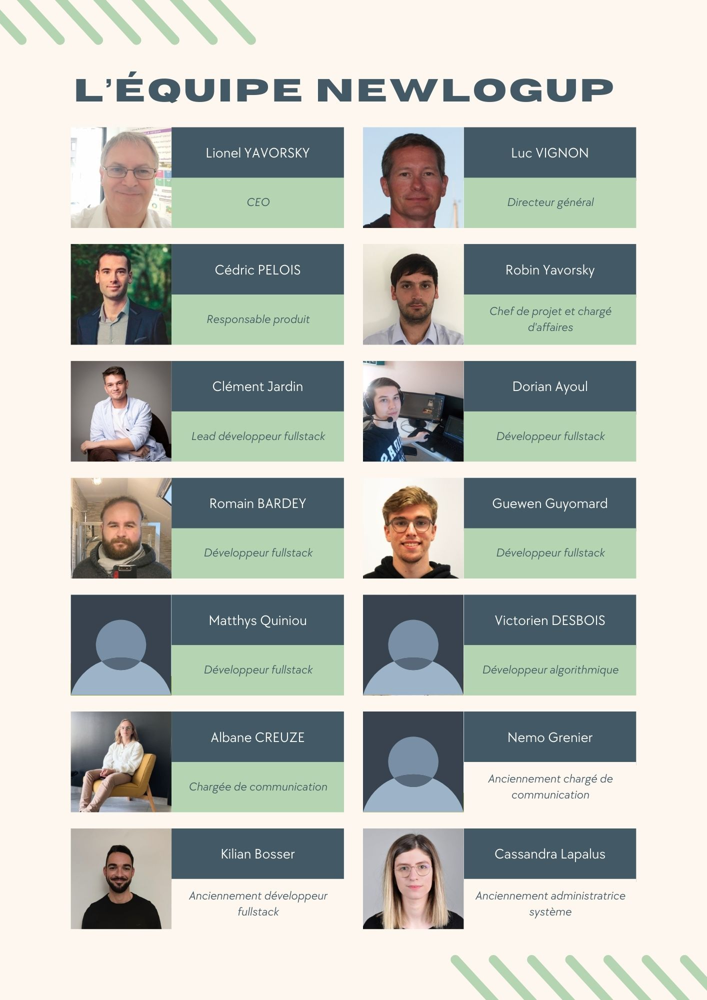 L'ÉQUIPE NEWLOGUP
Lionel YAVORSKY
CEO
Luc VIGNON
Directeur général
Cédric PELOIS
Responsable produit
Robin Yavorsky
Chef de projet et chargé
d'affaires
Clément Jardin
Lead développeur fullstack
Dorian Ayoul
Développeur fullstack
Romain BARDEY
Développeur fullstack
Guewen Guyomard
Développeur fullstack
Matthys Quiniou
Développeur fullstack
Victorien DESBOIS
Développeur algorithmique
Albane CREUZE
Chargée de communication
Nemo Grenier
Anciennement chargé de
communication
Kilian Bosser
Anciennement développeur
fullstack
Cassandra Lapalus
Anciennement administratrice
système